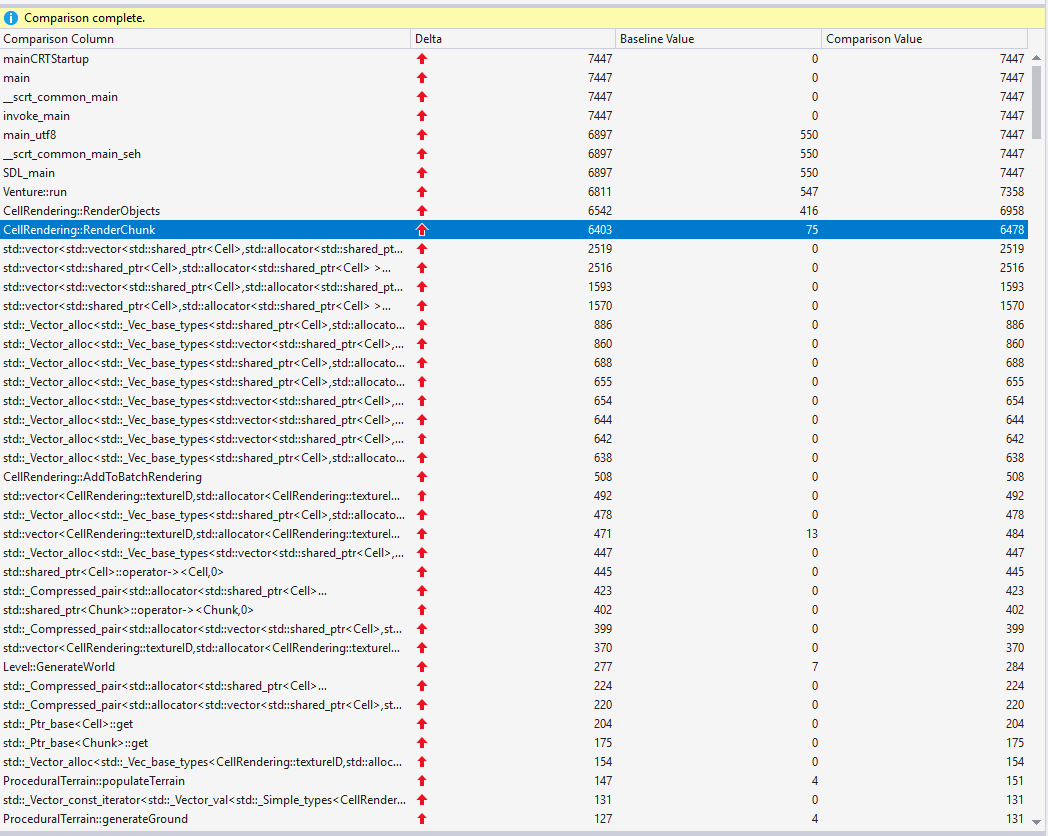 Comparison complete.
Comparison Column Delta Baseline Value Comparison Value
mainCRTStartup 7447 0 7447
main 7447 0 7447
__scrt_common_main 7447 0 7447
invoke_main 7447 0 7447
main_utf8 6897 550 7447
__scrt_common_main_seh 6897 550 7447
SDL_main 6897 550 7447
Venture::run 6811 547 7358
CellRendering::RenderObjects 6542 416 6958
CellRendering::RenderChunk 6403 75 6478
std::vector<std::vector<std::shared_ptr<Cell>,std::allocator<std::shared_pt... 2519 0 2519
std::vector<std::shared_ptr<Cell>,std::allocator<std::shared_ptr<Cell> >... 2516 0 2516
std::vector<std::vector<std::shared_ptr<Cell>,std::allocator<std::shared_pt... 1593 0 1593
std::vector<std::shared_ptr<Cell>,std::allocator<std::shared_ptr<Cell> >... 1570 0 1570
std::_Vector_alloc<std::_Vec_base_types<std::shared_ptr<Cell>,std::allocato... 886 0 886
std::_Vector_alloc<std::_Vec_base_types<std::vector<std::shared_ptr<Cell>,... 860 0 860
std::_Vector_alloc<std::_Vec_base_types<std::shared_ptr<Cell>,std::allocato... 688 0 688
std::_Vector_alloc<std::_Vec_base_types<std::shared_ptr<Cell>,std::allocato... 655 0 655
std::_Vector_alloc<std::_Vec_base_types<std::vector<std::shared_ptr<Cell>,... 654 0 654
std::_Vector_alloc<std::_Vec_base_types<std::vector<std::shared_ptr<Cell>,... 644 0 644
std::_Vector_alloc<std::_Vec_base_types<std::vector<std::shared_ptr<Cell>,... 642 0 642
std::_Vector_alloc<std::_Vec_base_types<std::shared_ptr<Cell>,std::allocato... 638 0 638
CellRendering::AddToBatchRendering 508 0 508
std::vector<CellRendering::textureID,std::allocator<CellRendering::textureI... 492 0 492
std::_Vector_alloc<std::_Vec_base_types<std::shared_ptr<Cell>,std::allocato... 478 0 478
std::vector<CellRendering::textureID,std::allocator<CellRendering::textureI... 471 13 484
std::_Vector_alloc<std::_Vec_base_types<std::vector<std::shared_ptr<Cell>,... 447 0 447
std::shared_ptr<Cell>::operator-><Cell,0> 445 0 445
std::_Compressed_pair<std::allocator<std::shared_ptr<Cell>... 423 0 423
std::shared_ptr<Chunk>::operator-><Chunk,0> 402 0 402
std::_Compressed_pair<std::allocator<std::vector<std::shared_ptr<Cell>,st... 399 0 399
std::vector<CellRendering::textureID,std::allocator<CellRendering::textureI... 370 0 370
Level::GenerateWorld 277 7 284
std::_Compressed_pair<std::allocator<std::shared_ptr<Cell>... 224 0 224
std::_Compressed_pair<std::allocator<std::vector<std::shared_ptr<Cell>,st... 220 0 220
std::_Ptr_base<Cell>::get 204 0 204
std::_Ptr_base<Chunk>::get 175 0 175
std::_Vector_alloc<std::_Vec_base_types<CellRendering::textureID,std::alloc... 154 0 154
ProceduralTerrain::populateTerrain 147 4 151
std::_Vector_const_iterator<std::_Vector_val<std::_Simple_types<CellRender... 131 0 131
ProceduralTerrain::generateGround 127 4 131